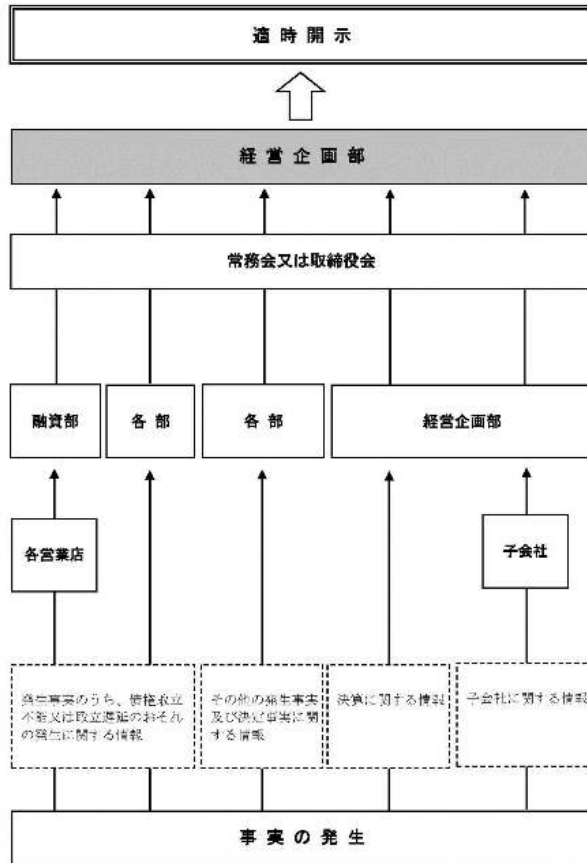 適時開示
経営企画部
常務会又は取締役会
融資部
各部
各部
経営企画部
各営業店
子会社
発生事実のうち、債権取立
不能又は取立遅延のおそれ
の発生に関する情報
その他の発生事実
及び決定事実に関
する情報
決算に関する情報
子会社に関する情報
事実の発生